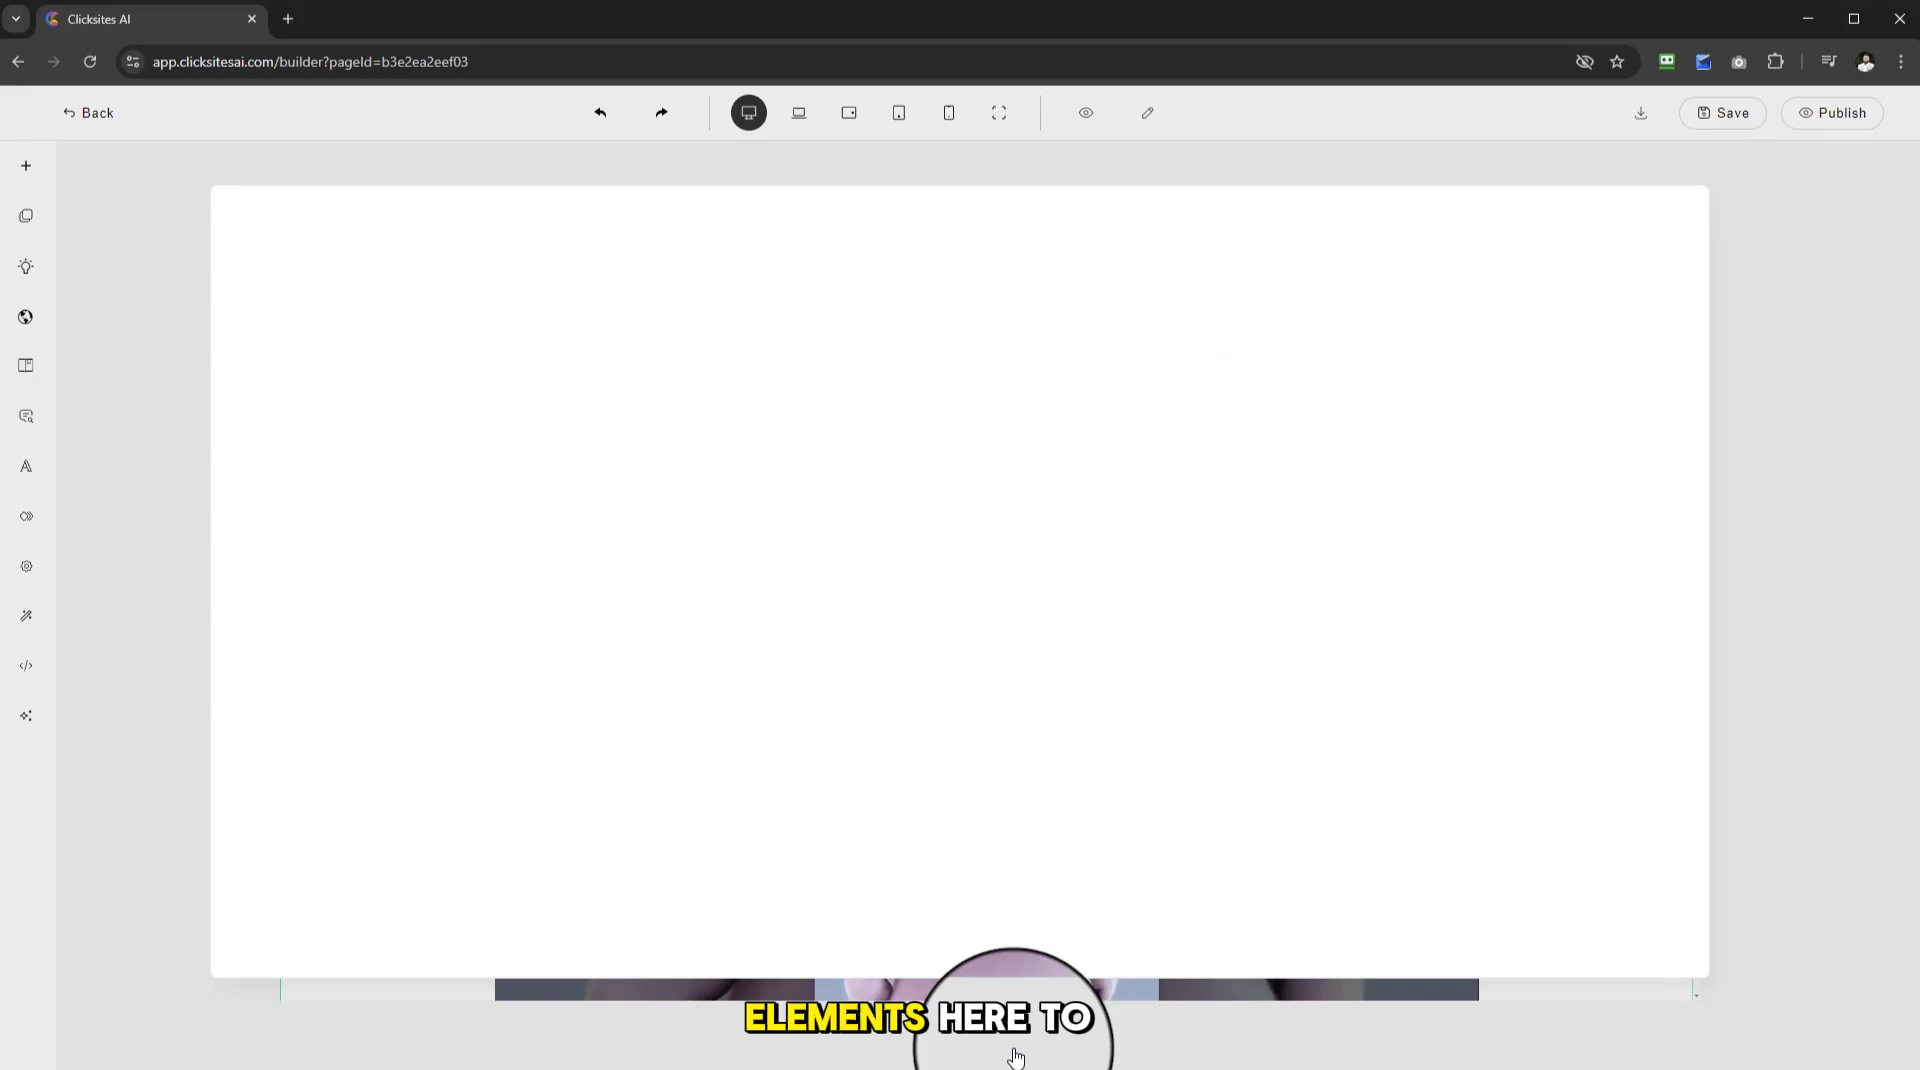 Clicksites AI
app.clicksitesai.com/builder?pageId=b3e2ea2eef03
Back
Save
Publish
ELEMENTS HERE TO